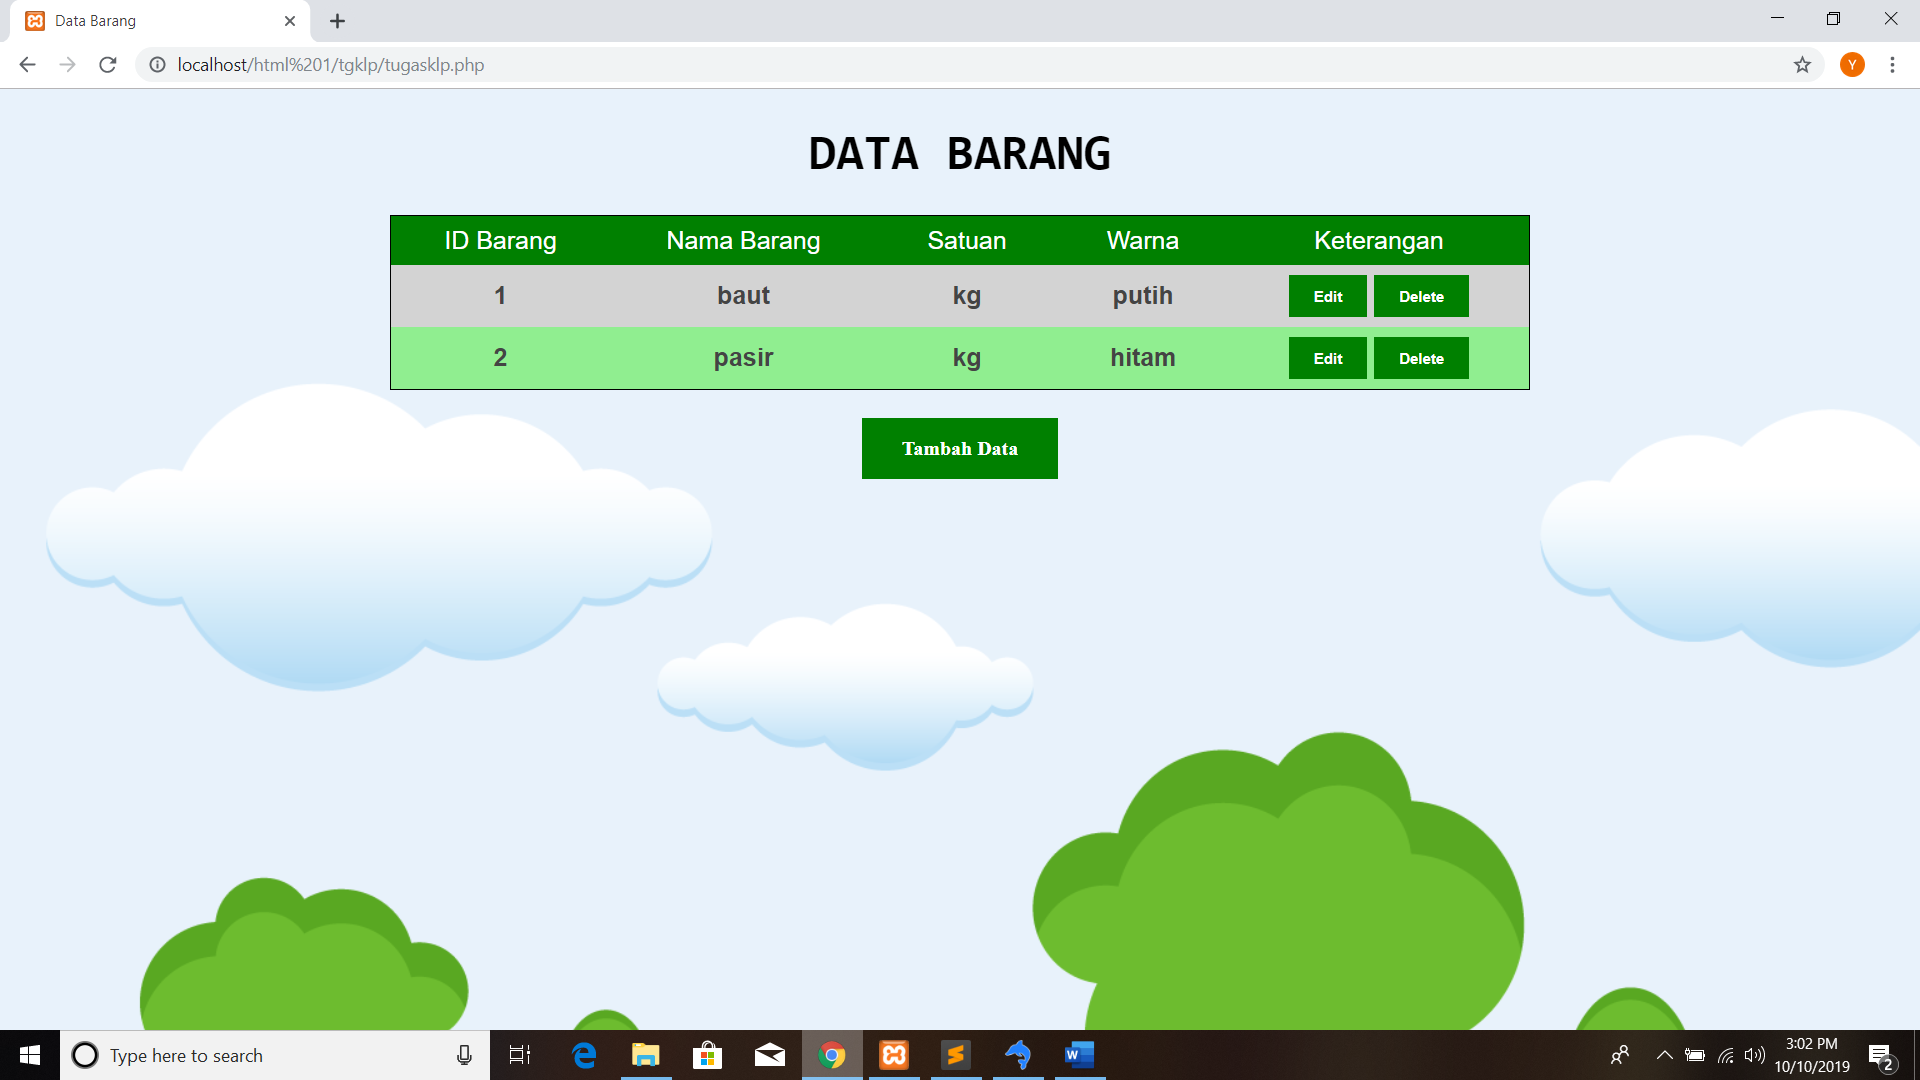 Data Barang
localhost/html%201/tgklp/tugasklp.php
Y
DATA BARANG
ID Barang Nama Barang Satuan Warna Keterangan
1 baut kg putih Edit Delete
2 pasir kg hitam Edit Delete
Tambah Data
Type here to search
3:02 PM
10/10/2019
2